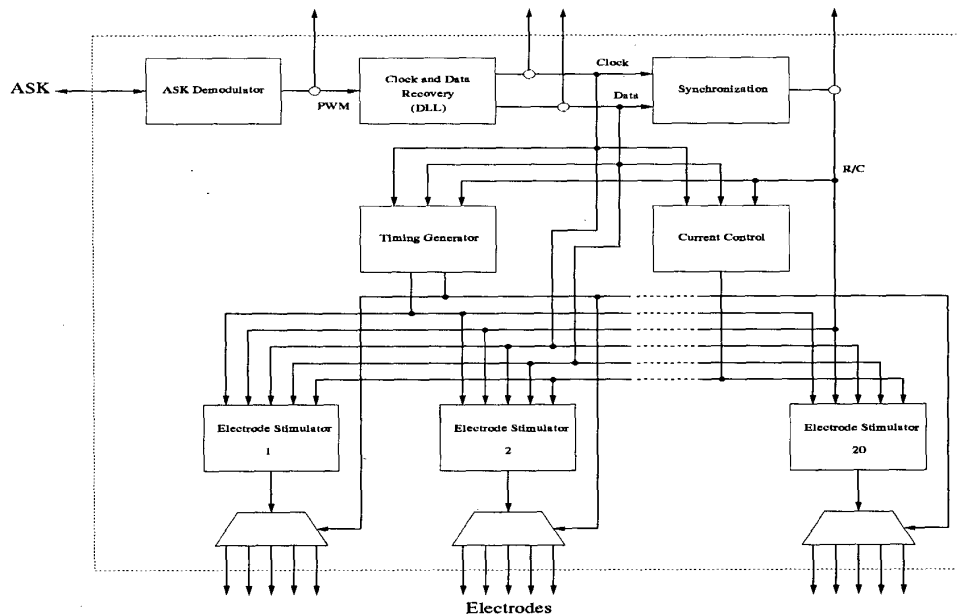 ASK
ASK Demodulator
PWM
Clock and Data
Recovery
(DLL)
Clock
Data
Synchronization
R/C
Timing Generator
Current Control
Electrode Stimulator
1
Electrode Stimulator
2
Electrode Stimulator
20
Electrodes